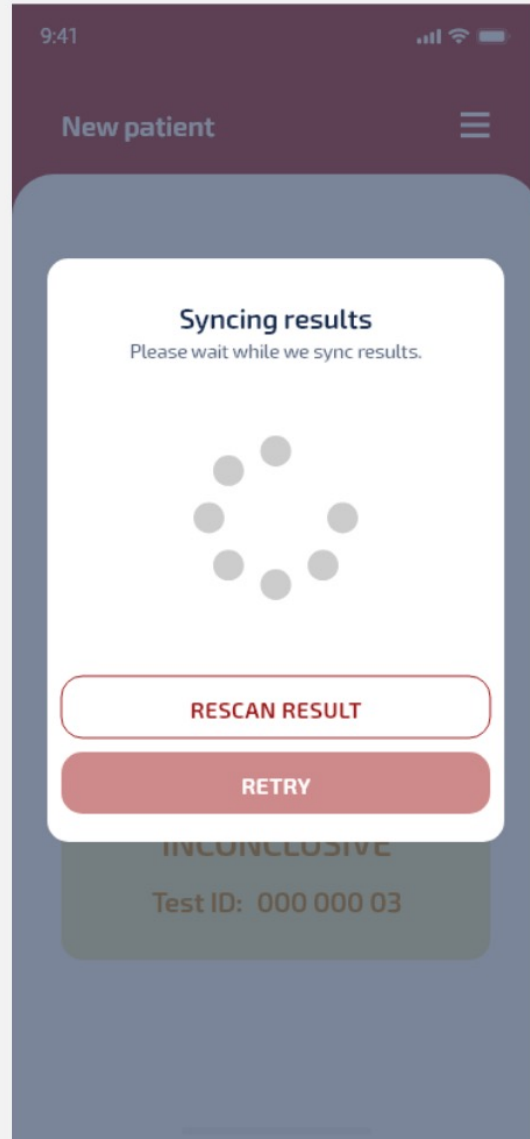 9:41
New patient
Syncing results
Please wait while we sync results.
RESCAN RESULT
RETRY
INCONCLUSIVE
Test ID: 000 000 03